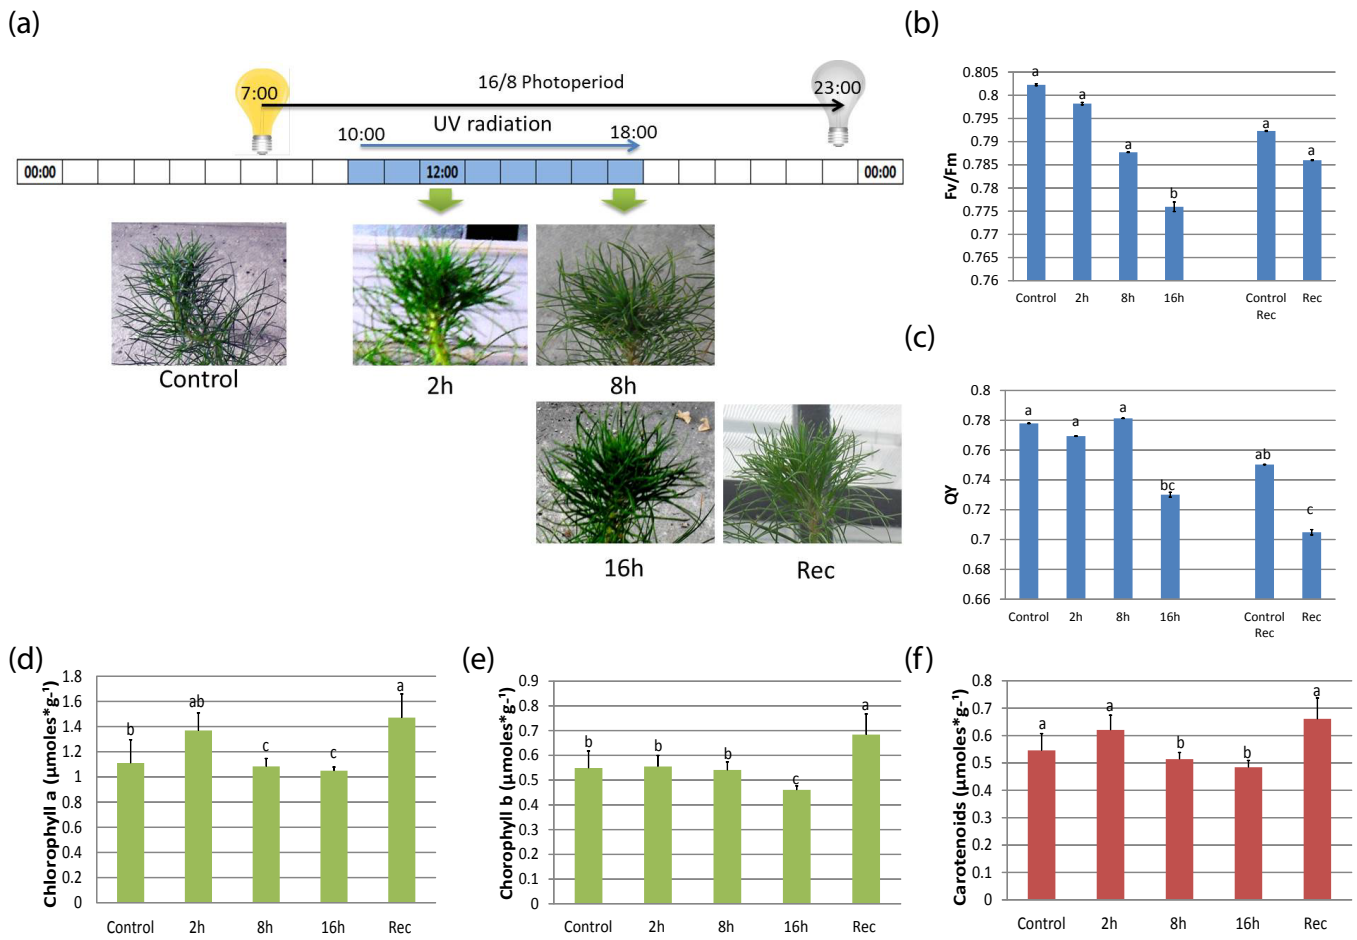 (a)
7:00
16/8 Photoperiod
23:00
10:00
UV radiation
18:00
00:00
12:00
00:00
Control
2h
8h
16h
Rec
(b)
Fv/Fm
0.805
0.8
0.795
0.79
0.785
0.78
0.775
0.77
0.765
0.76
a
a
a
b
a
a
Control
2h
8h
16h
Control
Rec
Rec
(c)
QY
0.8
0.78
0.76
0.74
0.72
0.7
0.68
0.66
a
a
a
bc
ab
c
Control
2h
8h
16h
Control
Rec
Rec
(d)
Chlorophyll a (µmoles*g⁻¹)
1.8
1.6
1.4
1.2
1
0.8
0.6
0.4
0.2
0
b
ab
c
c
a
Control
2h
8h
16h
Rec
(e)
Chorophyll b (µmoles*g⁻¹)
0.9
0.8
0.7
0.6
0.5
0.4
0.3
0.2
0.1
0
b
b
b
c
a
Control
2h
8h
16h
Rec
(f)
Carotenoids (µmoles*g⁻¹)
0.8
0.7
0.6
0.5
0.4
0.3
0.2
0.1
0
a
a
b
b
a
Control
2h
8h
16h
Rec